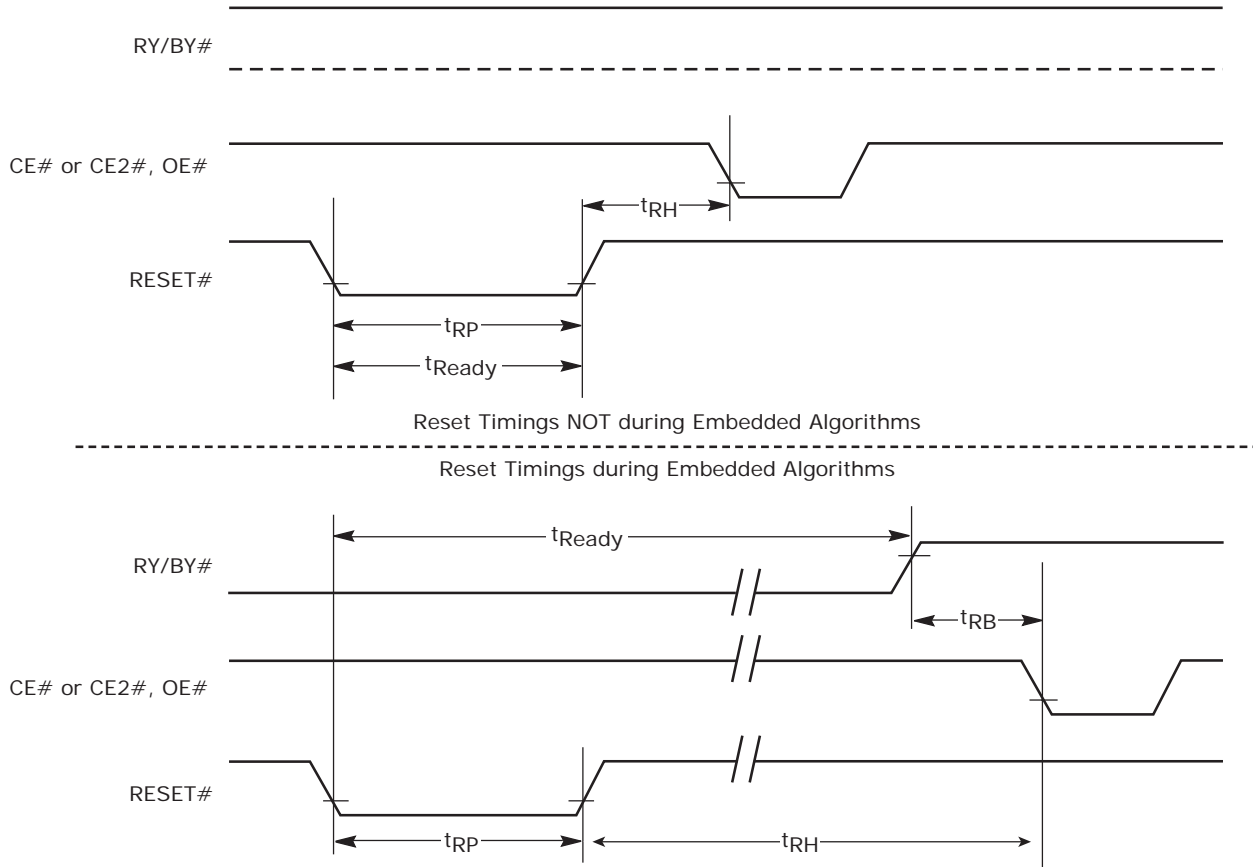 RY/BY#
CE# or CE2#, OE#
tRH
RESET#
tRP
tReady
Reset Timings NOT during Embedded Algorithms
Reset Timings during Embedded Algorithms
tReady
RY/BY#
tRB
CE# or CE2#, OE#
RESET#
tRP
tRH